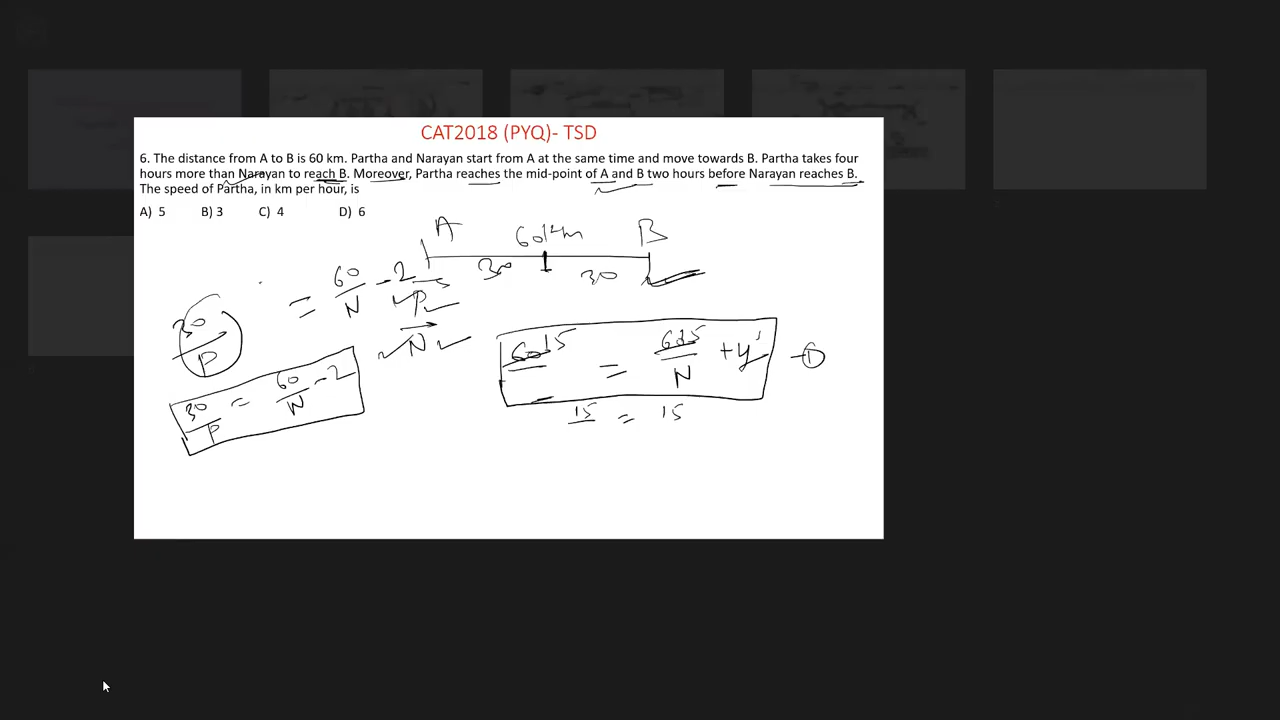 CAT2018 (PYQ)- TSD
6. The distance from A to B is 60 km. Partha and Narayan start from A at the same time and move towards B. Partha takes four
hours more than Narayan to reach B. Moreover, Partha reaches the mid-point of A and B two hours before Narayan reaches B.
The speed of Partha, in km per hour, is
A) 5 B) 3 C) 4 D) 6
A 60km B
30 30
30/P = 60/N - 2
P
N
60 15 = 60 15/N + 4 1 - ①
30/P = 60/N - 2
15 = 15